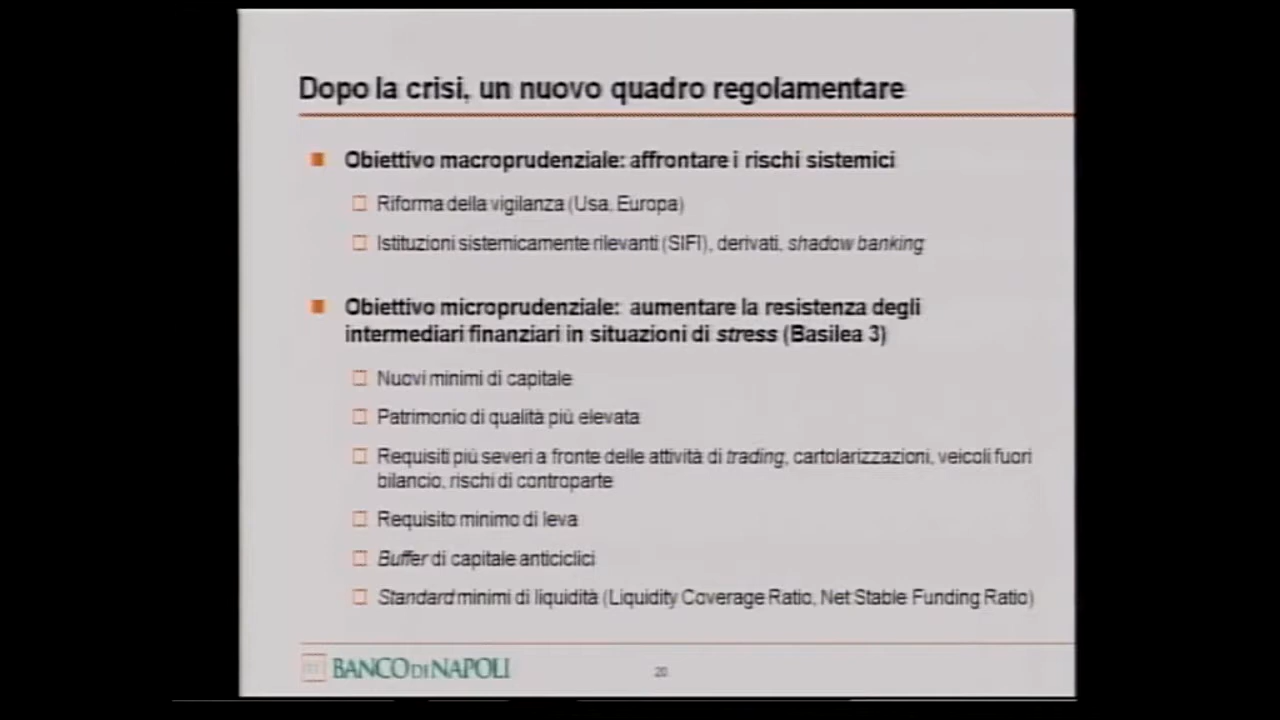 Dopo la crisi, un nuovo quadro regolamentare
Obiettivo macroprudenziale: affrontare i rischi sistemici
Riforma della vigilanza (Usa, Europa)
Istituzioni sistemicamente rilevanti (SIFI), derivati, shadow banking
Obiettivo microprudenziale: aumentare la resistenza degli
intermediari finanziari in situazioni di stress (Basilea 3)
Nuovi minimi di capitale
Patrimonio di qualità più elevata
Requisiti più severi a fronte delle attività di trading, cartolarizzazioni, veicoli fuori
bilancio, rischi di controparte
Requisito minimo di leva
Buffer di capitale anticiclici
Standard minimi di liquidità (Liquidity Coverage Ratio, Net Stable Funding Ratio)
BANCO DI NAPOLI
20